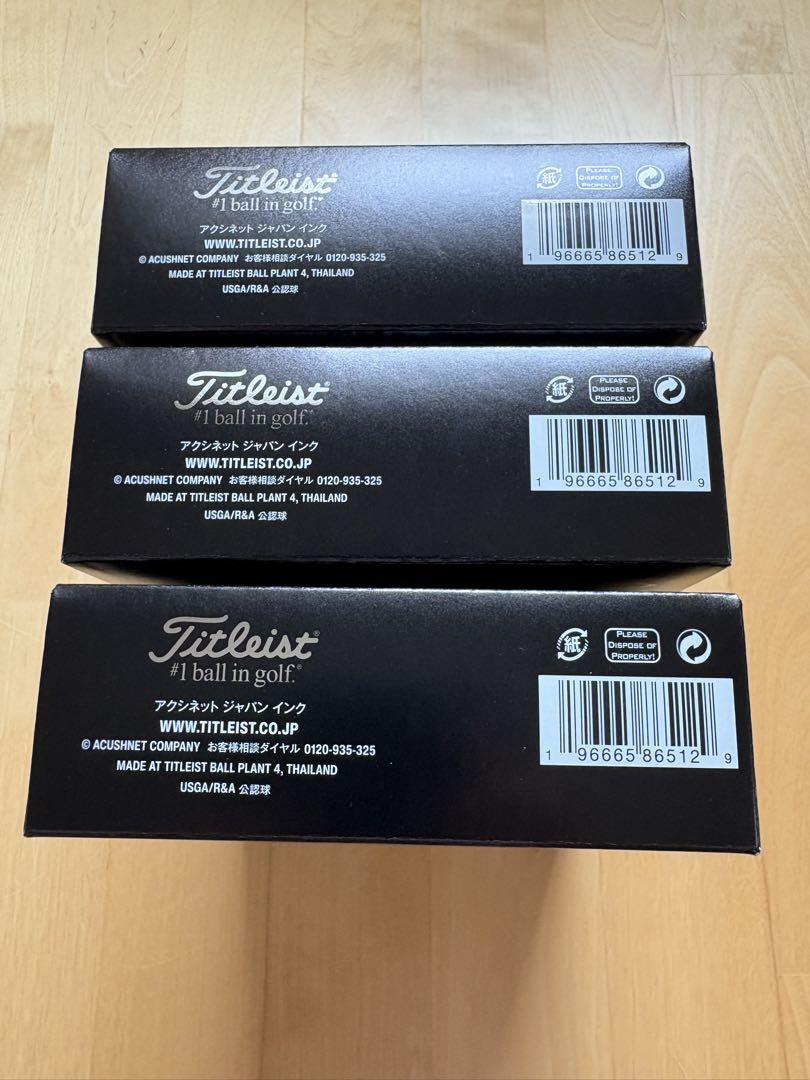 Titleist®
#1 ball in golf.®
アクシネット ジャパン インク
WWW.TITLEIST.CO.JP
© ACUSHNET COMPANY お客様相談ダイヤル 0120-935-325
MADE AT TITLEIST BALL PLANT 4, THAILAND
USGA/R&A 公認球
紙
PLEASE
DISPOSE OF
PROPERLY!
1 96665 86512 9
Titleist®
#1 ball in golf.®
アクシネット ジャパン インク
WWW.TITLEIST.CO.JP
© ACUSHNET COMPANY お客様相談ダイヤル 0120-935-325
MADE AT TITLEIST BALL PLANT 4, THAILAND
USGA/R&A 公認球
紙
PLEASE
DISPOSE OF
PROPERLY!
1 96665 86512 9
Titleist®
#1 ball in golf.®
アクシネット ジャパン インク
WWW.TITLEIST.CO.JP
© ACUSHNET COMPANY お客様相談ダイヤル 0120-935-325
MADE AT TITLEIST BALL PLANT 4, THAILAND
USGA/R&A 公認球
紙
PLEASE
DISPOSE OF
PROPERLY!
1 96665 86512 9